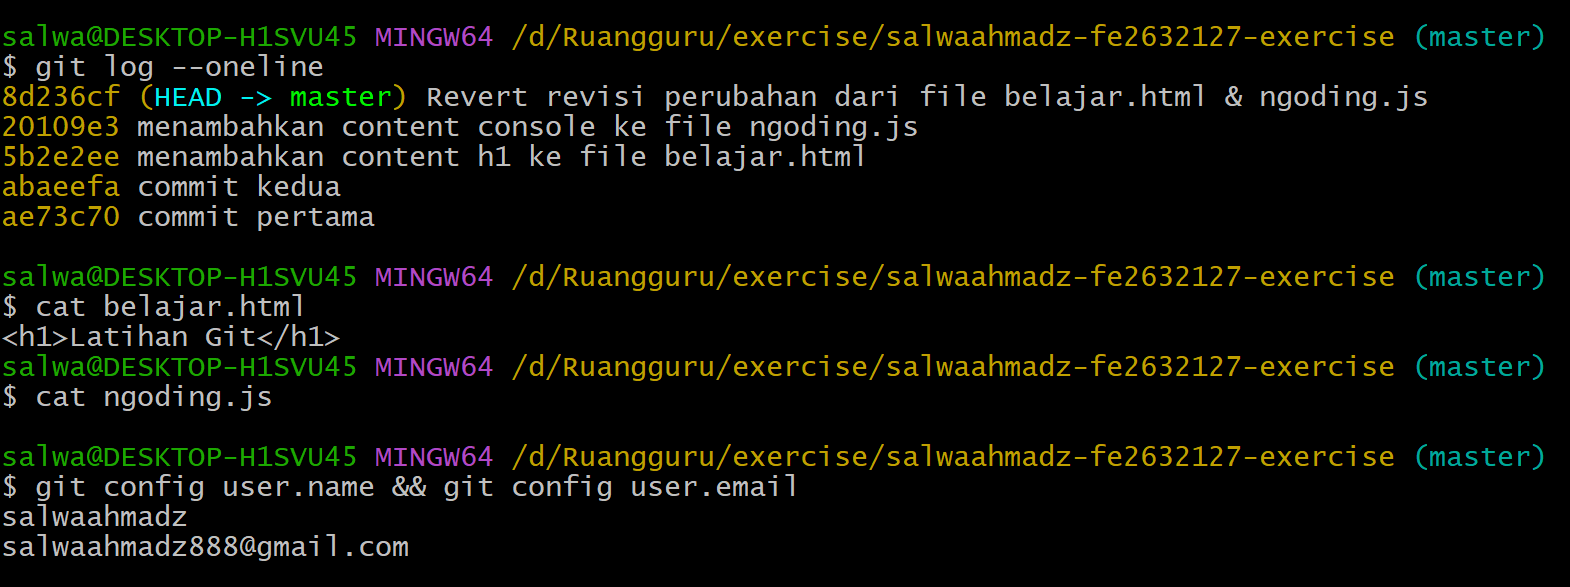 salwa@DESKTOP-H1SVU45 MINGW64 /d/Ruangguru/exercise/salwaahmadz-fe2632127-exercise (master)
$ git log --oneline
8d236cf (HEAD -> master) Revert revisi perubahan dari file belajar.html & ngoding.js
20109e3 menambahkan content console ke file ngoding.js
5b2e2ee menambahkan content h1 ke file belajar.html
abaeefa commit kedua
ae73c70 commit pertama
salwa@DESKTOP-H1SVU45 MINGW64 /d/Ruangguru/exercise/salwaahmadz-fe2632127-exercise (master)
$ cat belajar.html
<h1>Latihan Git</h1>
salwa@DESKTOP-H1SVU45 MINGW64 /d/Ruangguru/exercise/salwaahmadz-fe2632127-exercise (master)
$ cat ngoding.js
salwa@DESKTOP-H1SVU45 MINGW64 /d/Ruangguru/exercise/salwaahmadz-fe2632127-exercise (master)
$ git config user.name && git config user.email
salwaahmadz
salwaahmadz888@gmail.com